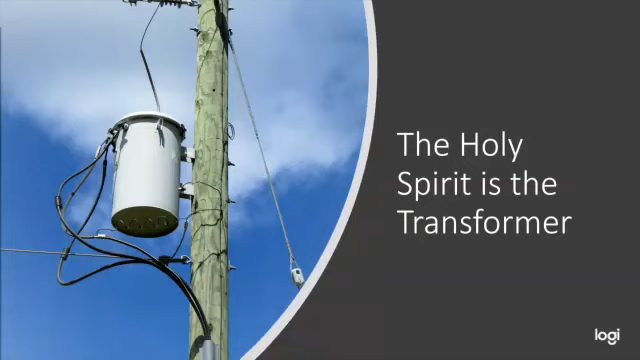 The Holy
Spirit is the
Transformer
logi